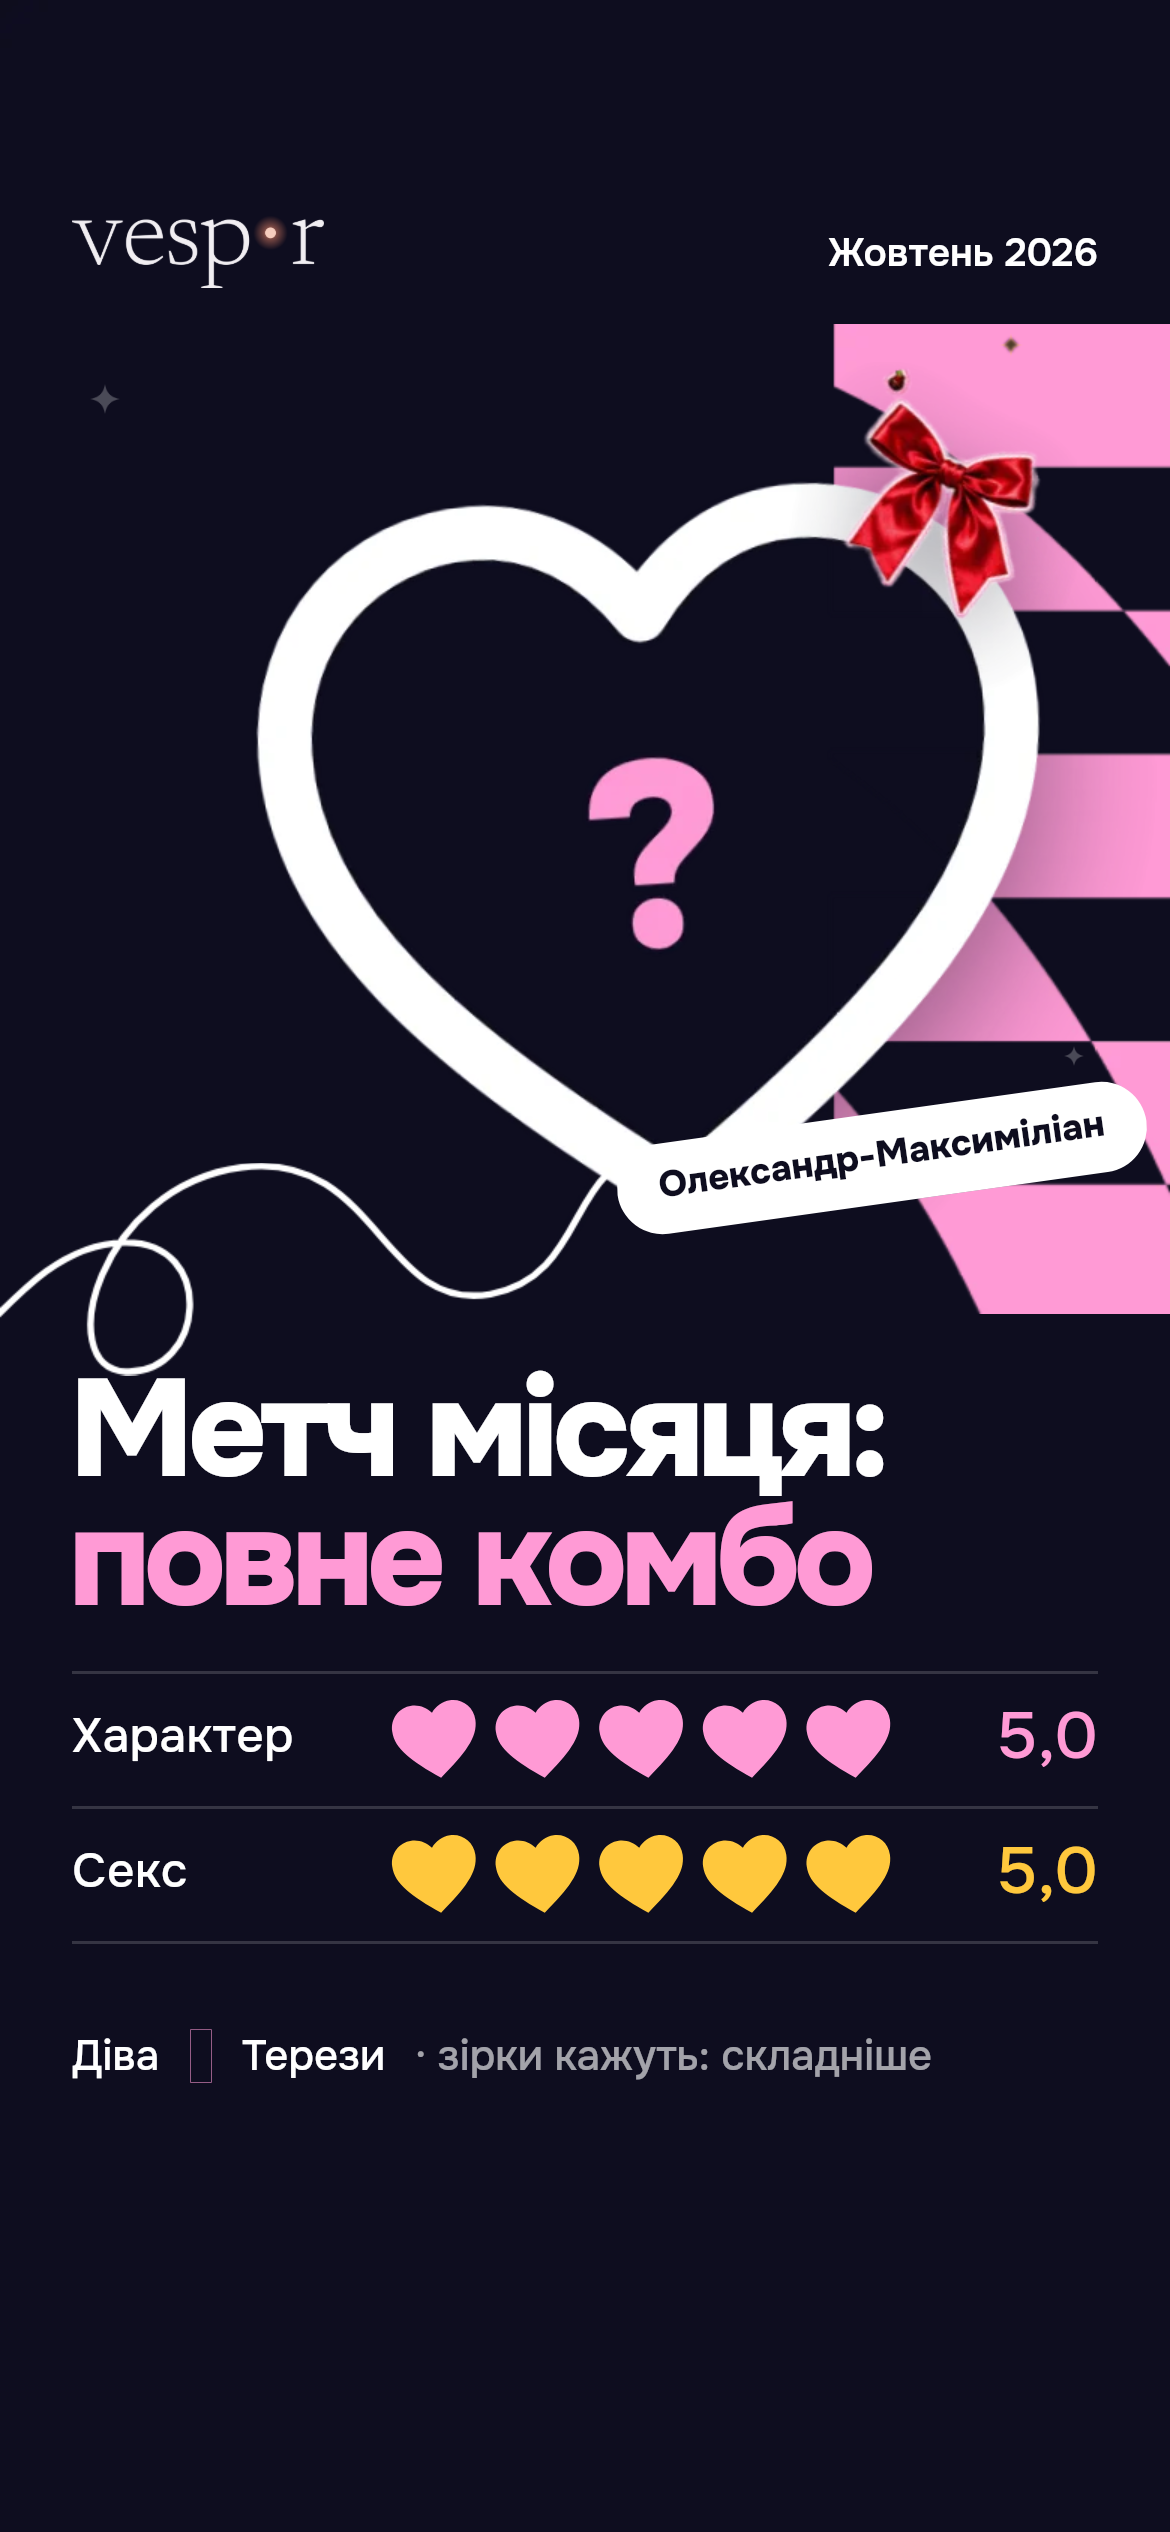 vesp•r
Жовтень 2026
?
Олександр-Максиміліан
Метч місяця:
повне комбо
Характер 5,0
Секс 5,0
Діва Терези · зірки кажуть: складніше